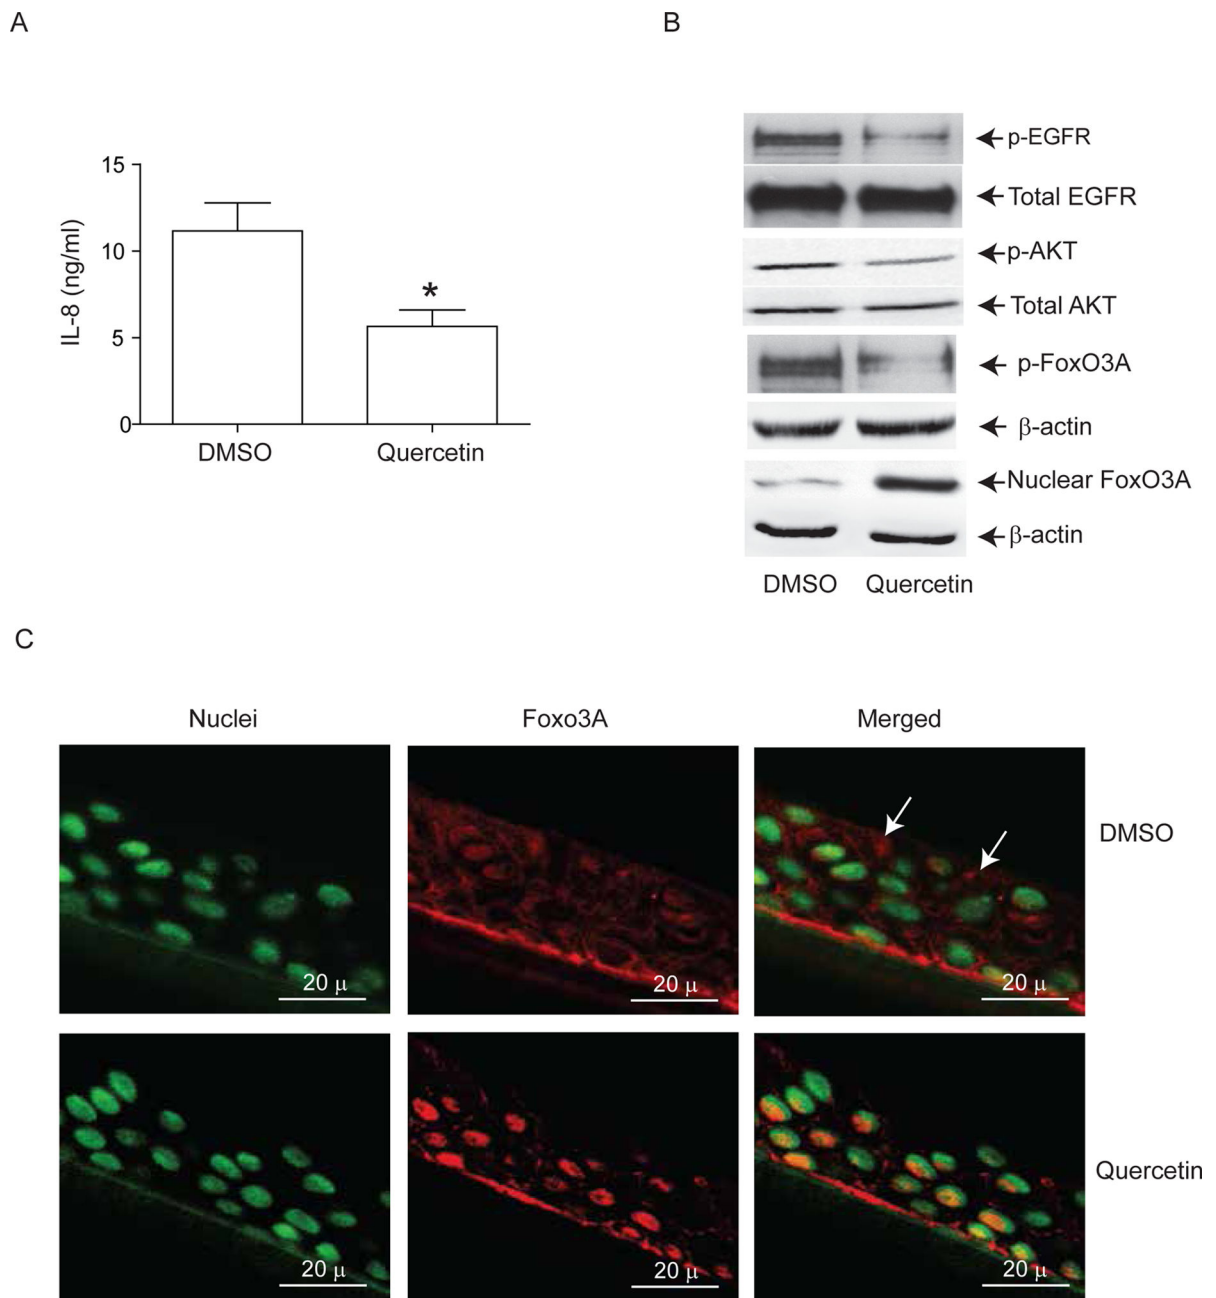 A
B
15
10
5
0
IL-8 (ng/ml)
*
DMSO
Quercetin
p-EGFR
Total EGFR
p-AKT
Total AKT
p-FoxO3A
β-actin
Nuclear FoxO3A
β-actin
DMSO Quercetin
C
Nuclei Foxo3A Merged
DMSO
20 μ 20 μ 20 μ
Quercetin
20 μ 20 μ 20 μ